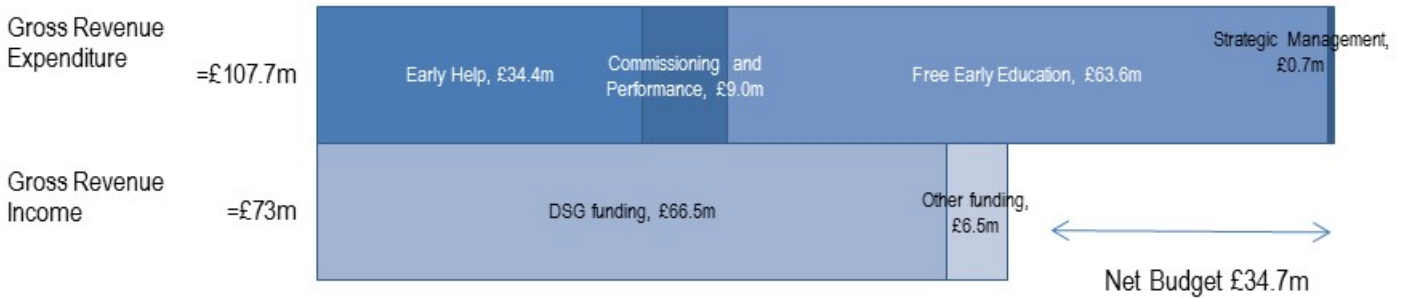 Gross Revenue
Expenditure
=£107.7m
Early Help, £34.4m
Commissioning and
Performance, £9.0m
Free Early Education, £63.6m
Strategic Management,
£0.7m
Gross Revenue
Income
=£73m
DSG funding, £66.5m
Other funding,
£6.5m
Net Budget £34.7m